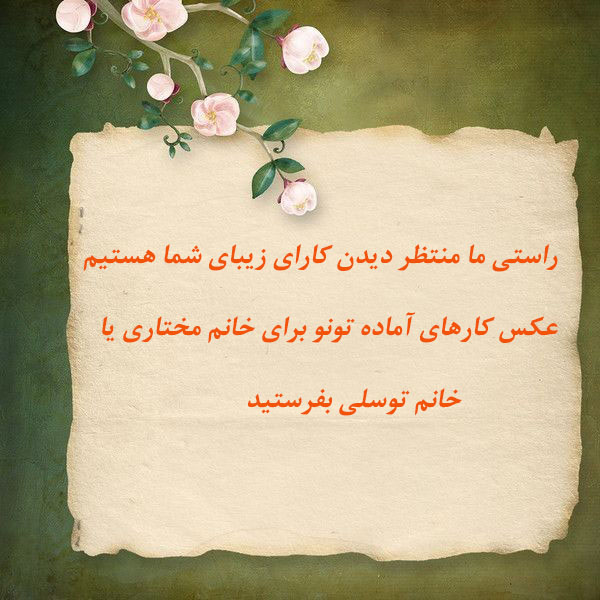 راستی ما منتظر دیدن کارای زیبای شما هستیم
عکس کارهای آماده تونو برای خانم مختاری یا
خانم توسلی بفرستید